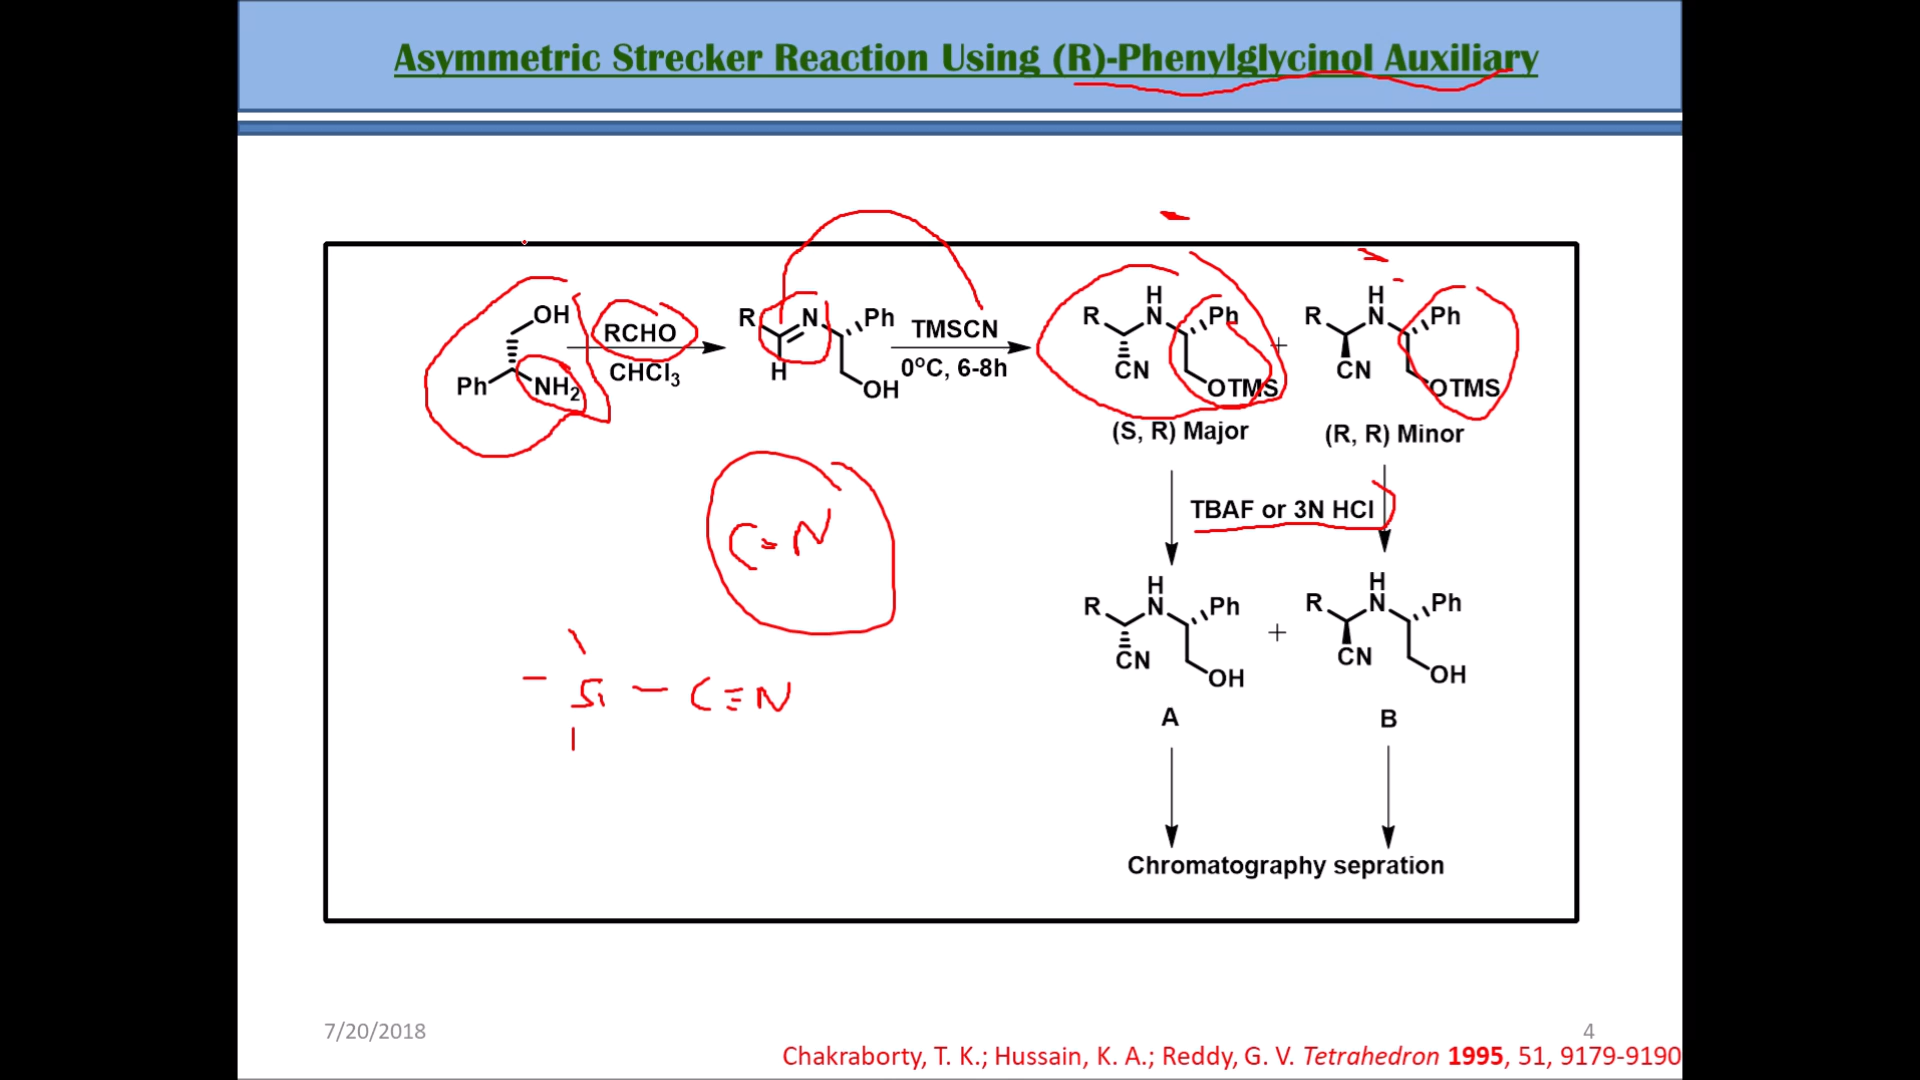 Asymmetric Strecker Reaction Using (R)-Phenylglycinol Auxiliary
OH
RCHO
CHCl3
Ph
NH2
R
N
Ph
H
OH
TMSCN
0°C, 6-8h
H
R
N
Ph
CN
OTMS
(S, R) Major
+
H
R
N
Ph
CN
OTMS
(R, R) Minor
TBAF or 3N HCl
C=N
Si — C≡N
H
R
N
Ph
CN
OH
A
+
H
R
N
Ph
CN
OH
B
Chromatography sepration
7/20/2018
4
Chakraborty, T. K.; Hussain, K. A.; Reddy, G. V. Tetrahedron 1995, 51, 9179-9190